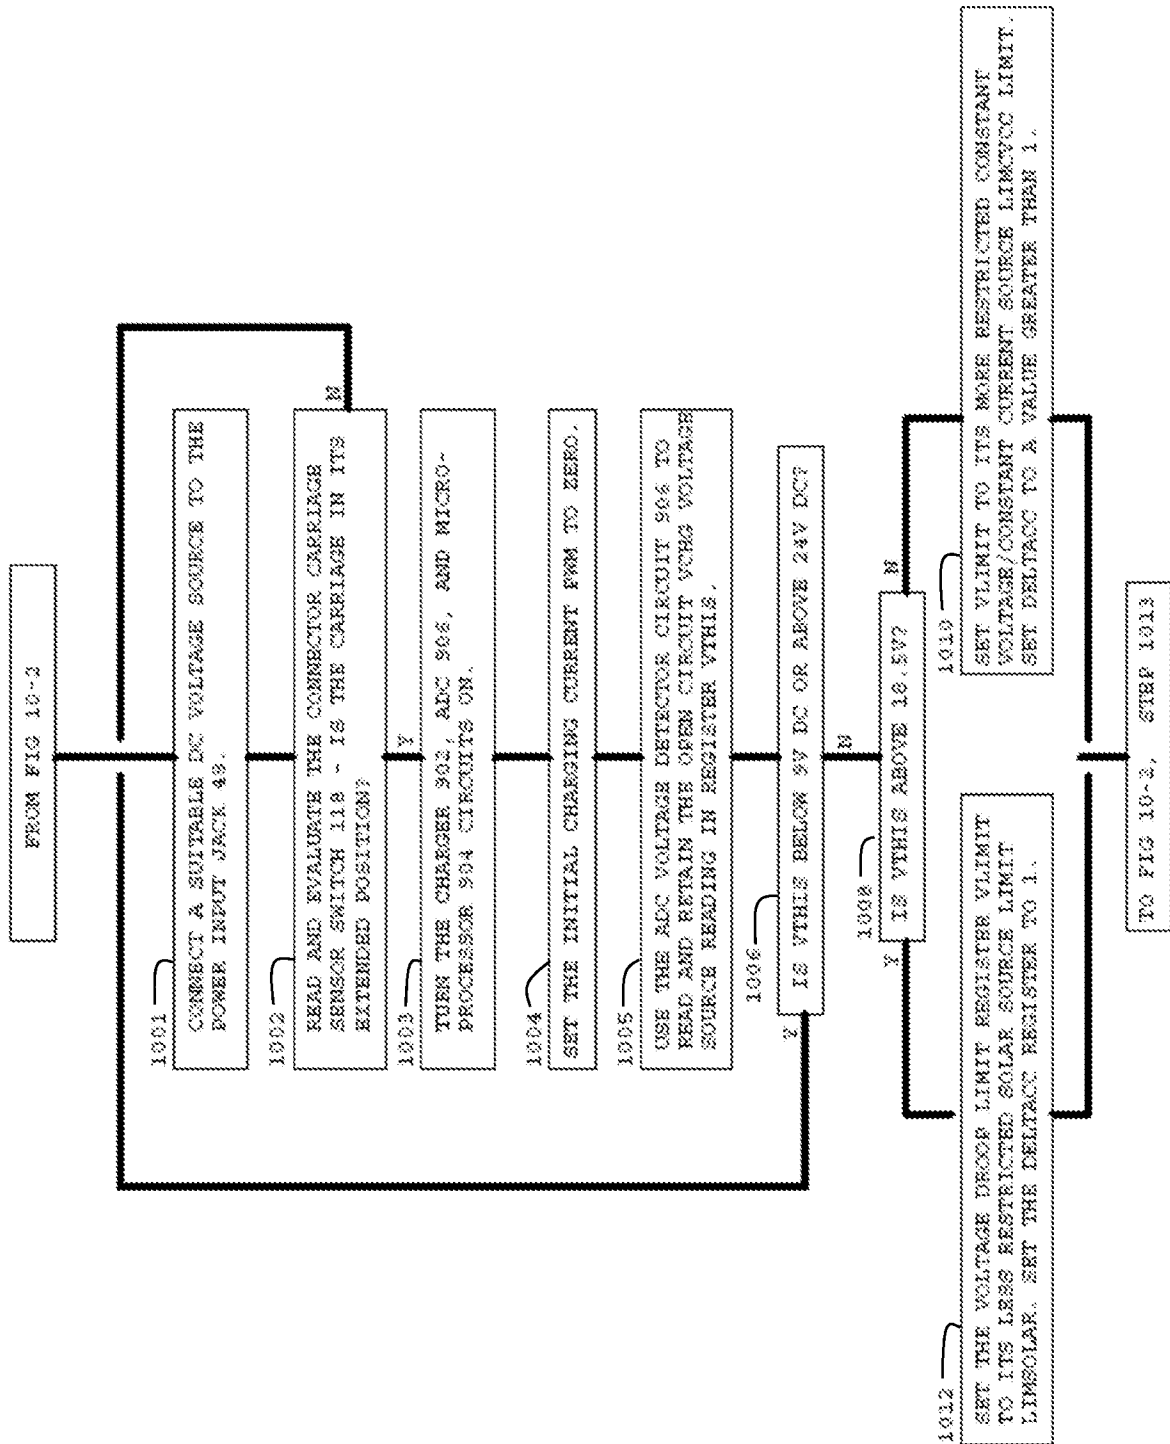 FROM FIG 10-3
1001
CONNECT A SUITABLE DC VOLTAGE SOURCE TO THE
POWER INPUT JACK 48.
1002
READ AND EVALUATE THE CONNECTOR CARRIAGE
SENSOR SWITCH 118 - IS THE CARRIAGE IN ITS
EXTENDED POSITION?
N
Y
1003
TURN THE CHARGER 902, ADC 906, AND MICRO-
PROCESSOR 904 CIRCUITS ON.
1004
SET THE INITIAL CHARGING CURRENT PWM TO ZERO.
1005
USE THE ADC VOLTAGE DETECTOR CIRCUIT 906 TO
READ AND RETAIN THE OPEN CIRCUIT VCHG VOLTAGE
SOURCE READING IN REGISTER VTHIS.
1006
IS VTHIS BELOW 9V DC OR ABOVE 24V DC?
Y
N
1008
IS VTHIS ABOVE 18.5V?
Y
N
1012
SET THE VOLTAGE DROOP LIMIT REGISTER VLIMIT
TO ITS LESS RESTRICTED SOLAR SOURCE LIMIT
LIMSOLAR. SET THE DELTACC REGISTER TO 1.
1010
SET VLIMIT TO ITS MORE RESTRICTED CONSTANT
VOLTAGE/CONSTANT CURRENT SOURCE LIMCVCC LIMIT.
SET DELTACC TO A VALUE GREATER THAN 1.
TO FIG 10-2, STEP 1013